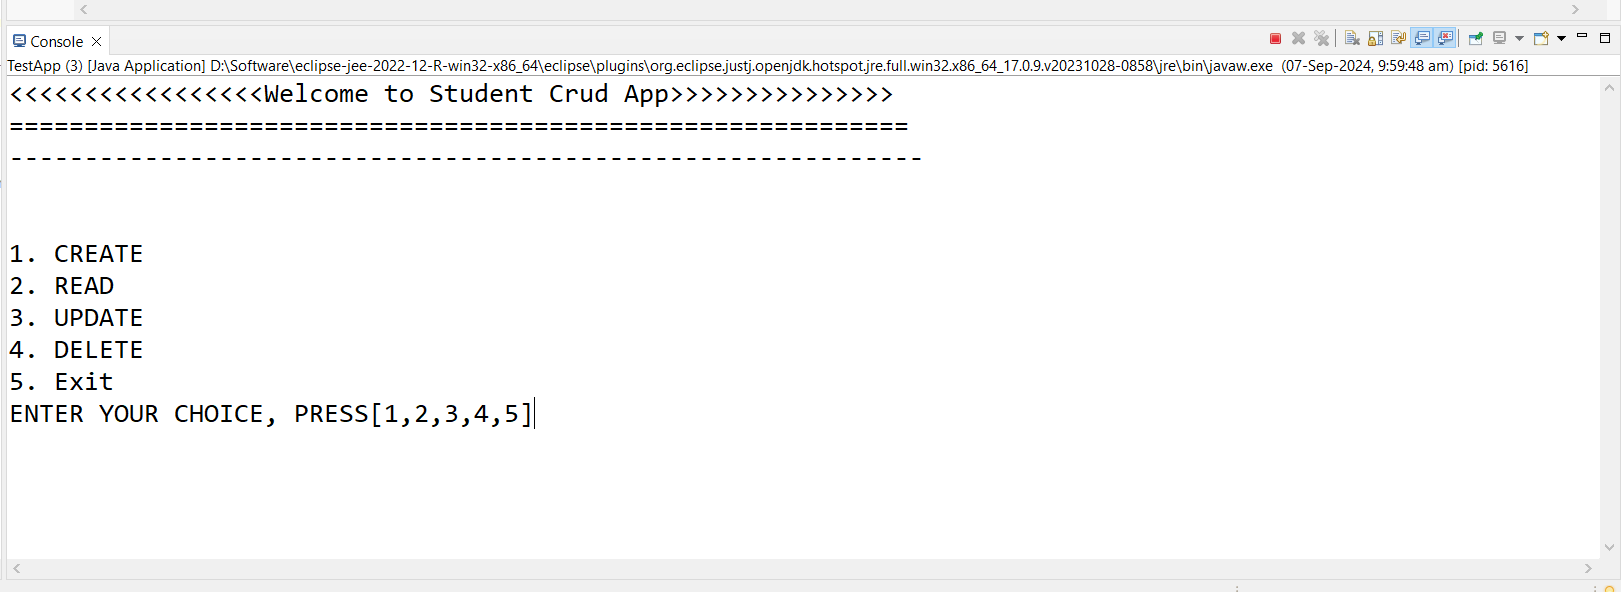 Console
TestApp (3) [Java Application] D:\Software\eclipse-jee-2022-12-R-win32-x86_64\eclipse\plugins\org.eclipse.justj.openjdk.hotspot.jre.full.win32.x86_64_17.0.9.v20231028-0858\jre\bin\javaw.exe (07-Sep-2024, 9:59:48 am) [pid: 5616]
<<<<<<<<<<<<<<<<<Welcome to Student Crud App>>>>>>>>>>>>>>>
============================================================
-------------------------------------------------------------
1. CREATE
2. READ
3. UPDATE
4. DELETE
5. Exit
ENTER YOUR CHOICE, PRESS[1,2,3,4,5]